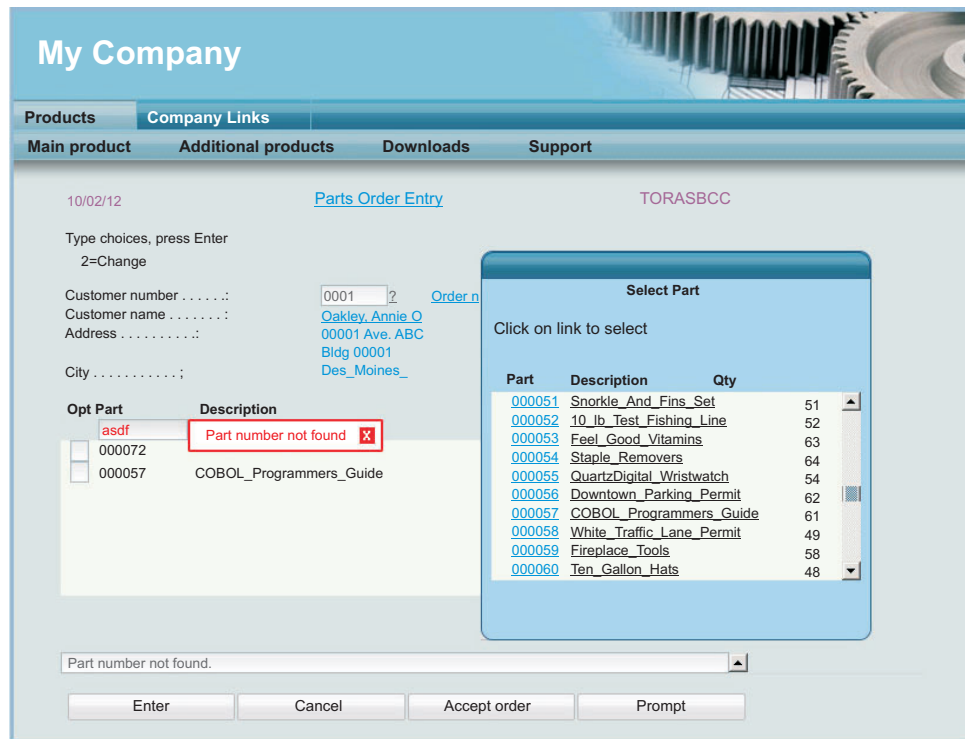 My Company
Products Company Links
Main product Additional products Downloads Support
10/02/12 Parts Order Entry TORASBCC
Type choices, press Enter
2=Change
Customer number . . . . . .: 0001 ? Order n
Customer name . . . . . . . : Oakley, Annie O
Address . . . . . . . . . .: 00001 Ave. ABC
Bldg 00001
City . . . . . . . . . . . ; Des_Moines_
Opt Part Description
asdf Part number not found X
000072
000057 COBOL_Programmers_Guide
Select Part
Click on link to select
Part Description Qty
000051 Snorkle_And_Fins_Set 51
000052 10_lb_Test_Fishing_Line 52
000053 Feel_Good_Vitamins 63
000054 Staple_Removers 64
000055 QuartzDigital_Wristwatch 54
000056 Downtown_Parking_Permit 62
000057 COBOL_Programmers_Guide 61
000058 White_Traffic_Lane_Permit 49
000059 Fireplace_Tools 58
000060 Ten_Gallon_Hats 48
Part number not found.
Enter Cancel Accept order Prompt